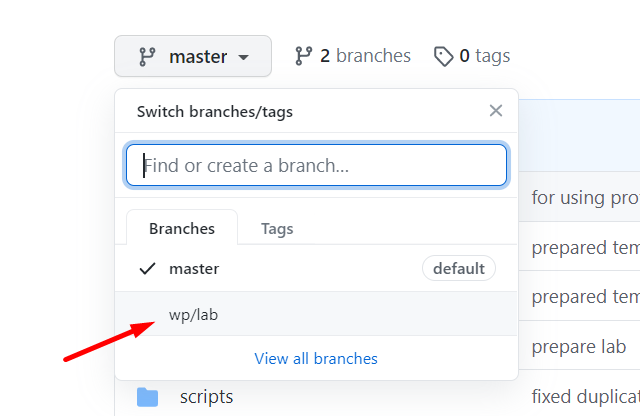 master 2 branches 0 tags
Switch branches/tags
Find or create a branch...
for using pro
Branches Tags
prepared tem
master default
prepared tem
wp/lab
prepare lab
View all branches
scripts fixed duplicat